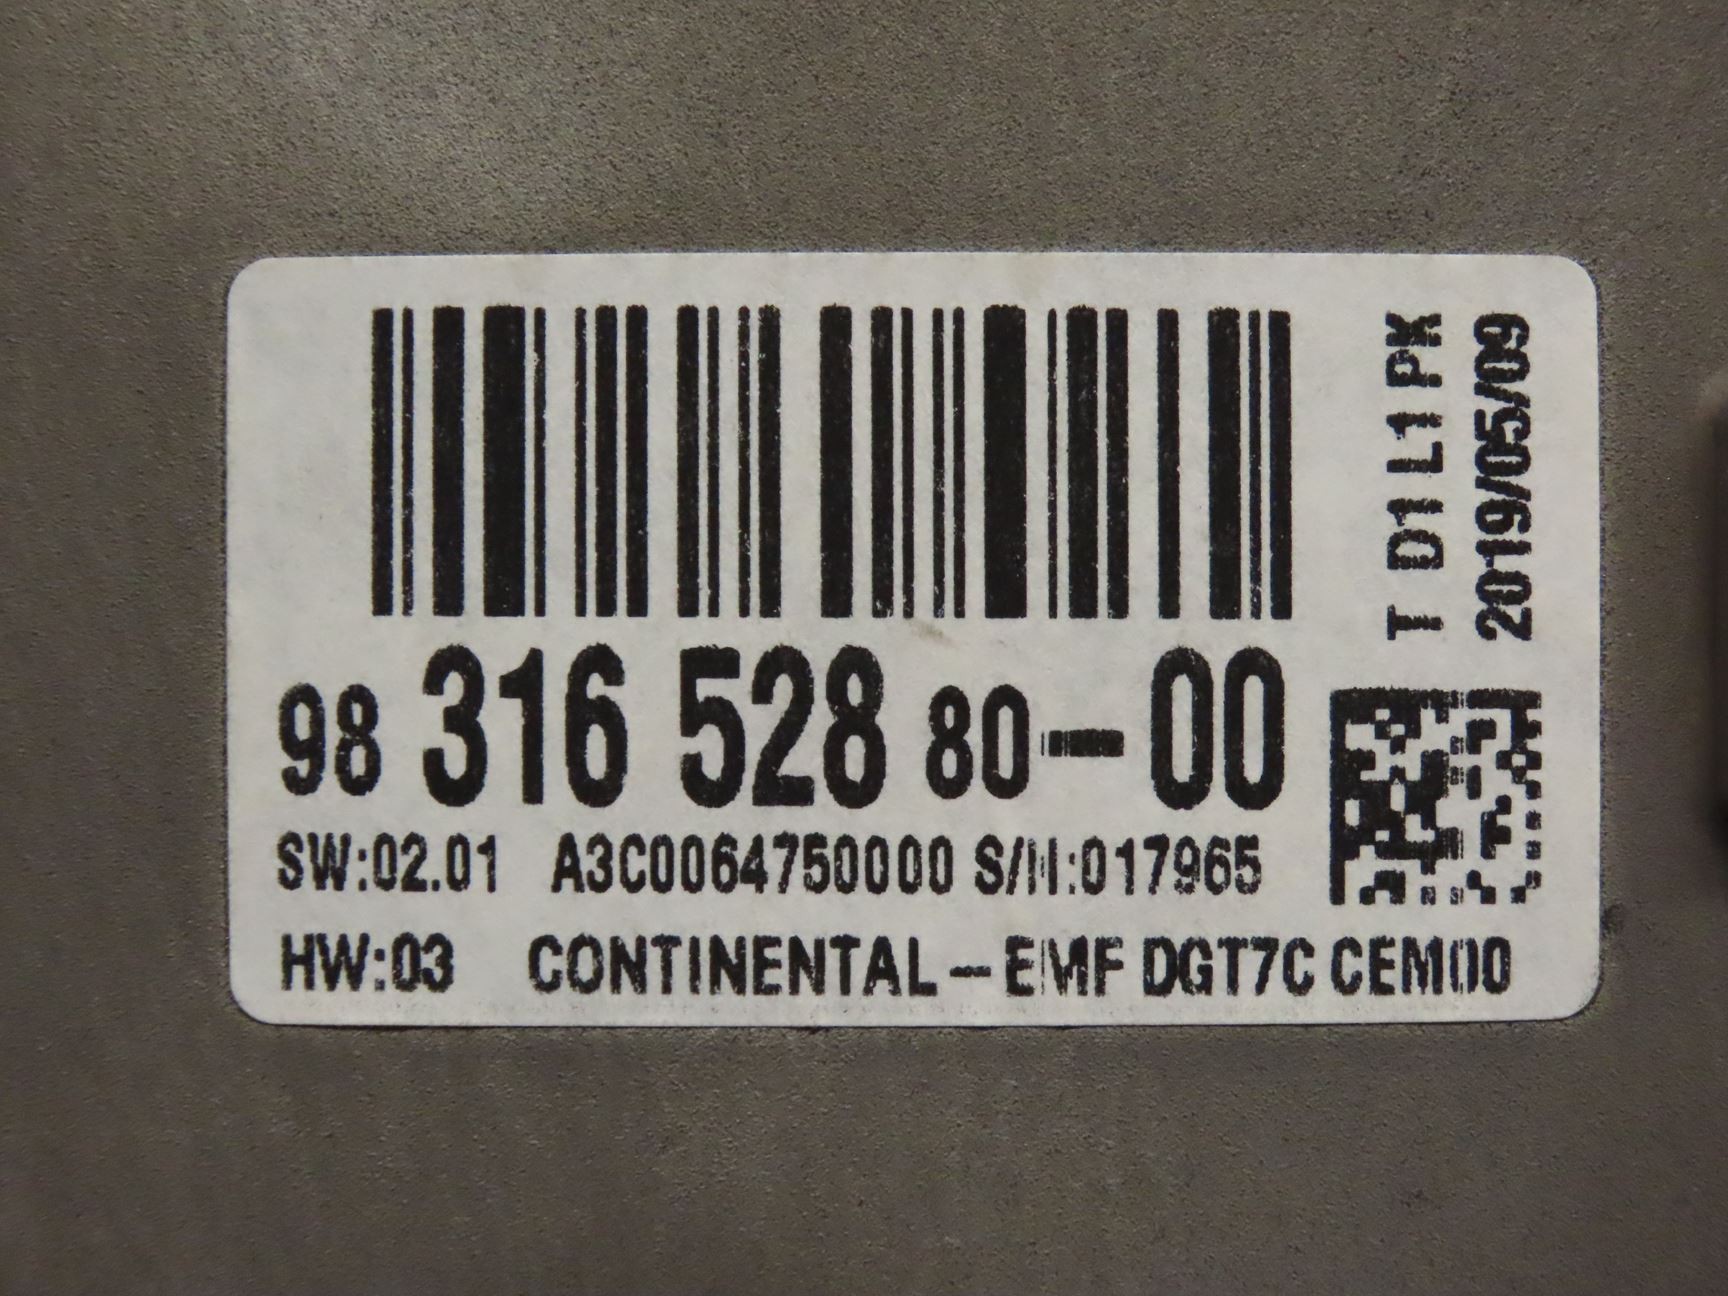 98 316 528 80-00
SW:02.01 A3C0064750000 S/N:017965
HW:03 CONTINENTAL-EMF DGT7C CEM00
T D1 L1 PK
2019/05/09